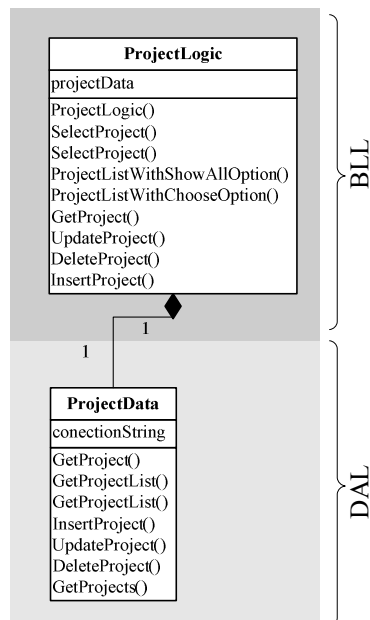 ProjectLogic
projectData
ProjectLogic()
SelectProject()
SelectProject()
ProjectListWithShowAllOption()
ProjectListWithChooseOption()
GetProject()
UpdateProject()
DeleteProject()
InsertProject()
BLL
1
1
ProjectData
conectionString
GetProject()
GetProjectList()
GetProjectList()
InsertProject()
UpdateProject()
DeleteProject()
GetProjects()
DAL